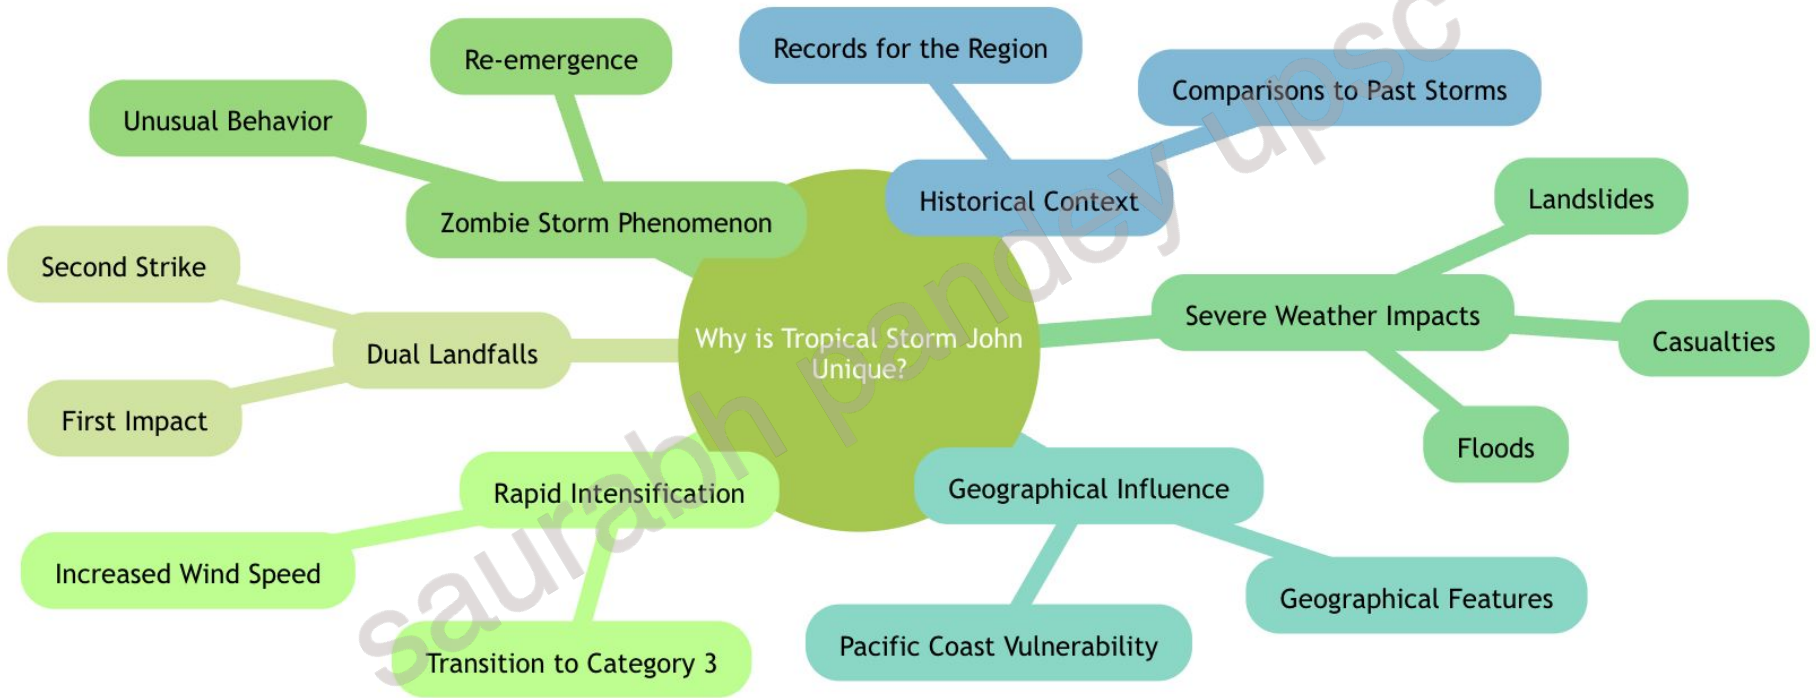 Re-emergence
Records for the Region
Unusual Behavior
Comparisons to Past Storms
Zombie Storm Phenomenon
Historical Context
Landslides
Second Strike
Severe Weather Impacts
Dual Landfalls
Why is Tropical Storm John
Unique?
Casualties
First Impact
Floods
Rapid Intensification
Geographical Influence
Increased Wind Speed
Geographical Features
Transition to Category 3
Pacific Coast Vulnerability
saurabh pandey upsc